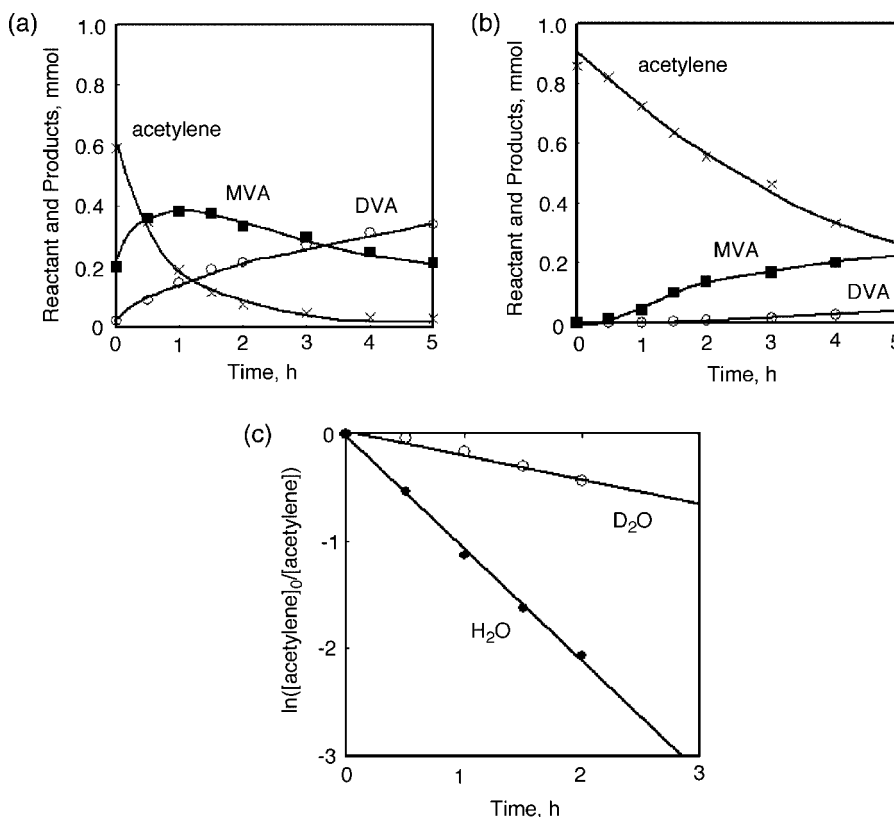 (a)
Reactant and Products, mmol
1.0
0.8
0.6
0.4
0.2
0
acetylene
MVA
DVA
0 1 2 3 4 5
Time, h
(b)
Reactant and Products, mmol
1.0
0.8
0.6
0.4
0.2
0
acetylene
MVA
DVA
0 1 2 3 4 5
Time, h
(c)
ln([acetylene]₀/[acetylene])
0
-1
-2
-3
D₂O
H₂O
0 1 2 3
Time, h